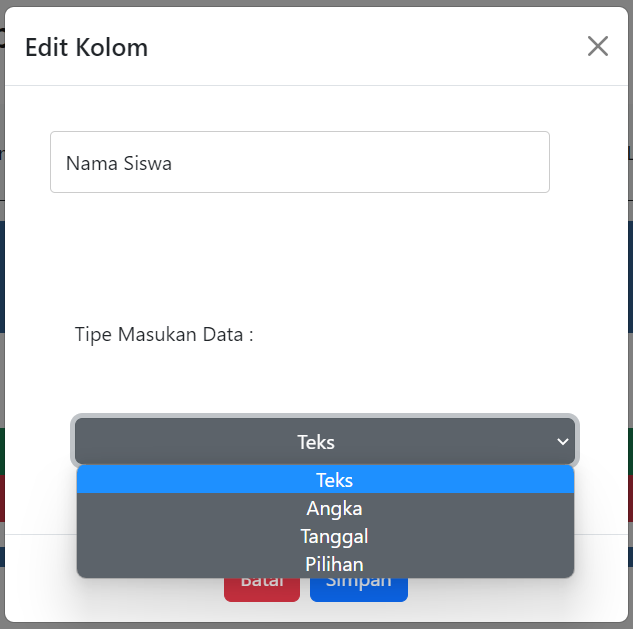 Edit Kolom
Nama Siswa
Tipe Masukan Data :
Teks
Teks
Angka
Tanggal
Pilihan
Batal Simpan